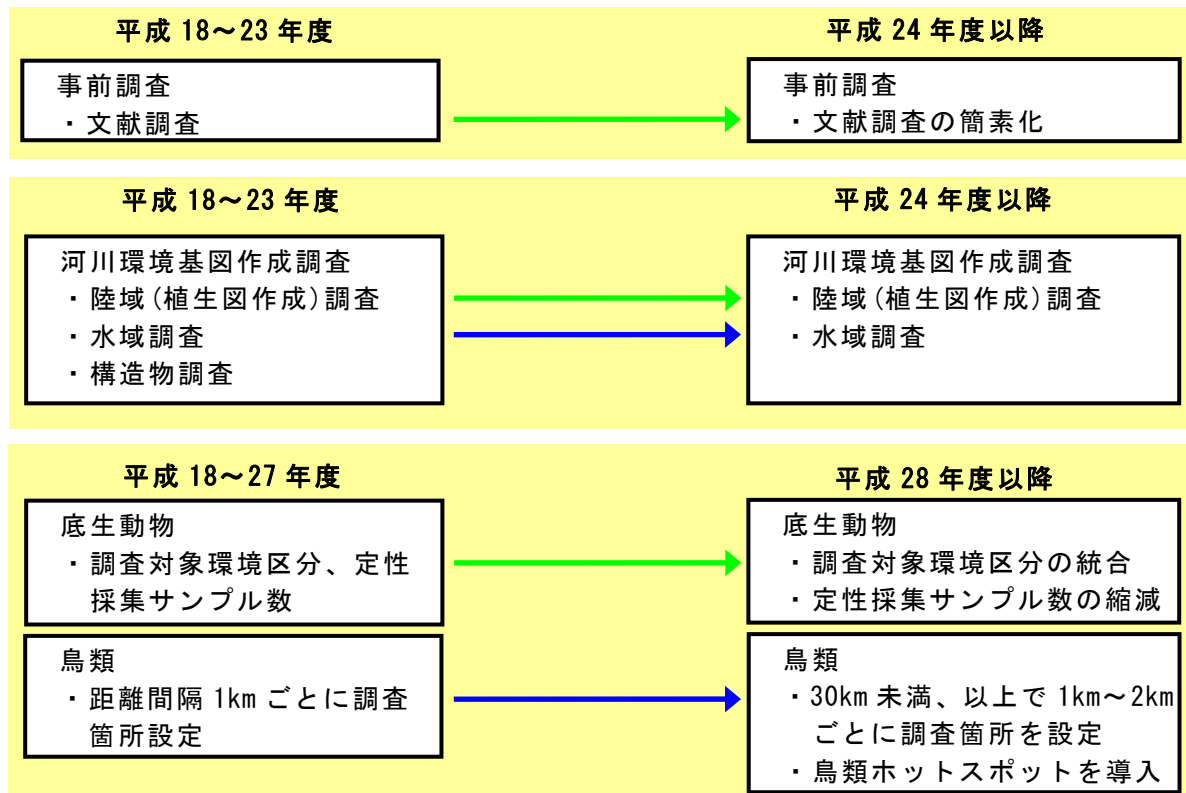 平成 18～23 年度
平成 24 年度以降
事前調査
・文献調査
事前調査
・文献調査の簡素化
平成 18～23 年度
平成 24 年度以降
河川環境基図作成調査
・陸域(植生図作成)調査
・水域調査
・構造物調査
河川環境基図作成調査
・陸域(植生図作成)調査
・水域調査
平成 18～27 年度
平成 28 年度以降
底生動物
・調査対象環境区分、定性
採集サンプル数
底生動物
・調査対象環境区分の統合
・定性採集サンプル数の縮減
鳥類
・距離間隔 1km ごとに調査
箇所設定
鳥類
・30km 未満、以上で 1km～2km
ごとに調査箇所を設定
・鳥類ホットスポットを導入